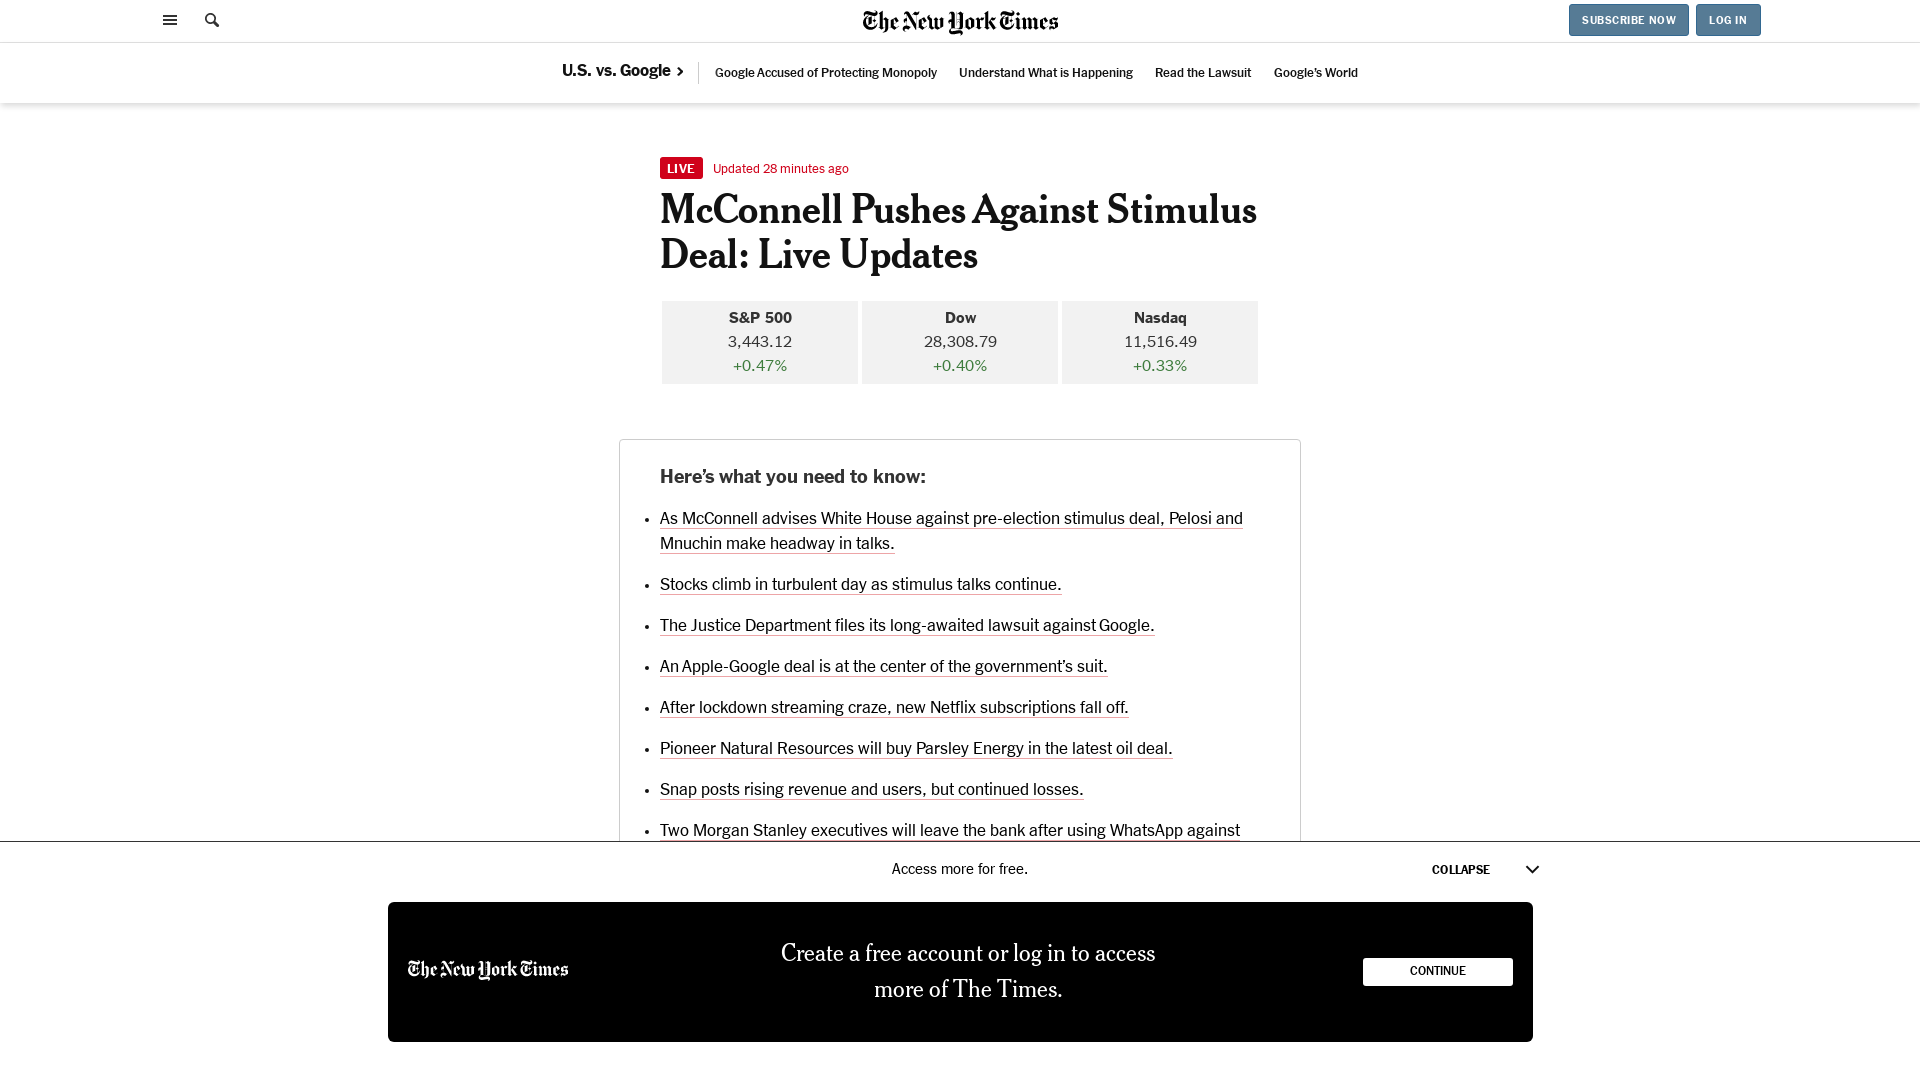 The New York Times
SUBSCRIBE NOW
LOG IN
U.S. vs. Google
Google Accused of Protecting Monopoly
Understand What is Happening
Read the Lawsuit
Google’s World
LIVE
Updated 28 minutes ago
McConnell Pushes Against Stimulus
Deal: Live Updates
S&P 500
3,443.12
+0.47%
Dow
28,308.79
+0.40%
Nasdaq
11,516.49
+0.33%
Here’s what you need to know:
As McConnell advises White House against pre-election stimulus deal, Pelosi and
Mnuchin make headway in talks.
Stocks climb in turbulent day as stimulus talks continue.
The Justice Department files its long-awaited lawsuit against Google.
An Apple-Google deal is at the center of the government’s suit.
After lockdown streaming craze, new Netflix subscriptions fall off.
Pioneer Natural Resources will buy Parsley Energy in the latest oil deal.
Snap posts rising revenue and users, but continued losses.
Two Morgan Stanley executives will leave the bank after using WhatsApp against
Access more for free.
COLLAPSE
The New York Times
Create a free account or log in to access
more of The Times.
CONTINUE